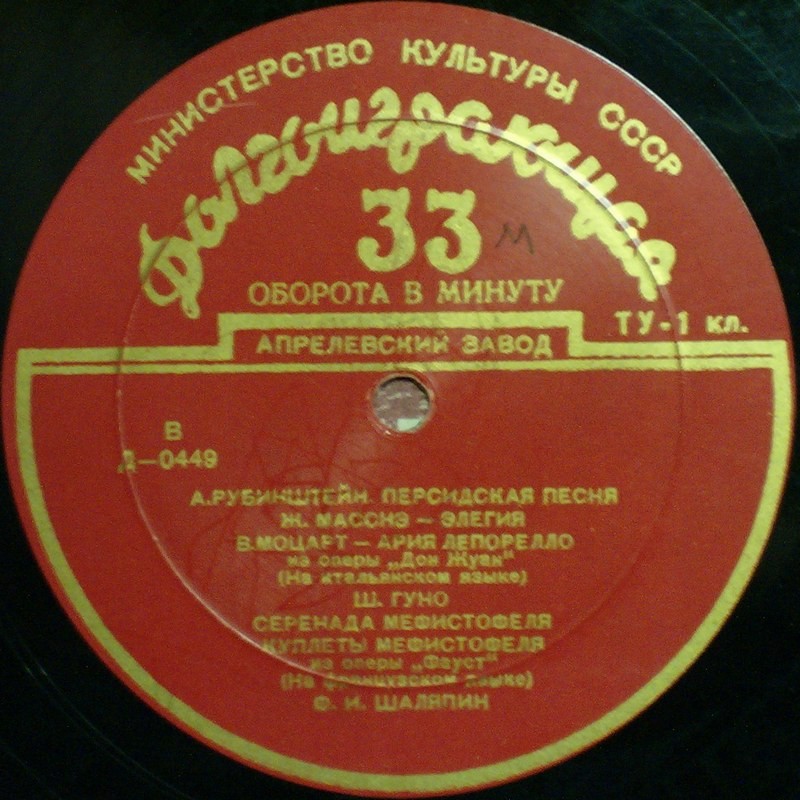 МИНИСТЕРСТВО КУЛЬТУРЫ СССР
Долгоиграющая
33 м
ОБОРОТА В МИНУТУ
ТУ-1 кл.
АПРЕЛЕВСКИЙ ЗАВОД
В
Д—0449
А.РУБИНШТЕЙН. ПЕРСИДСКАЯ ПЕСНЯ
Ж. МАССНЭ — ЭЛЕГИЯ
В.МОЦАРТ — АРИЯ ЛЕПОРЕЛЛО
из оперы „Дон Жуан"
(На итальянском языке)
Ш. ГУНО
СЕРЕНАДА МЕФИСТОФЕЛЯ
КУПЛЕТЫ МЕФИСТОФЕЛЯ
из оперы „Фауст"
(На французском языке)
Ф. И. ШАЛЯПИН